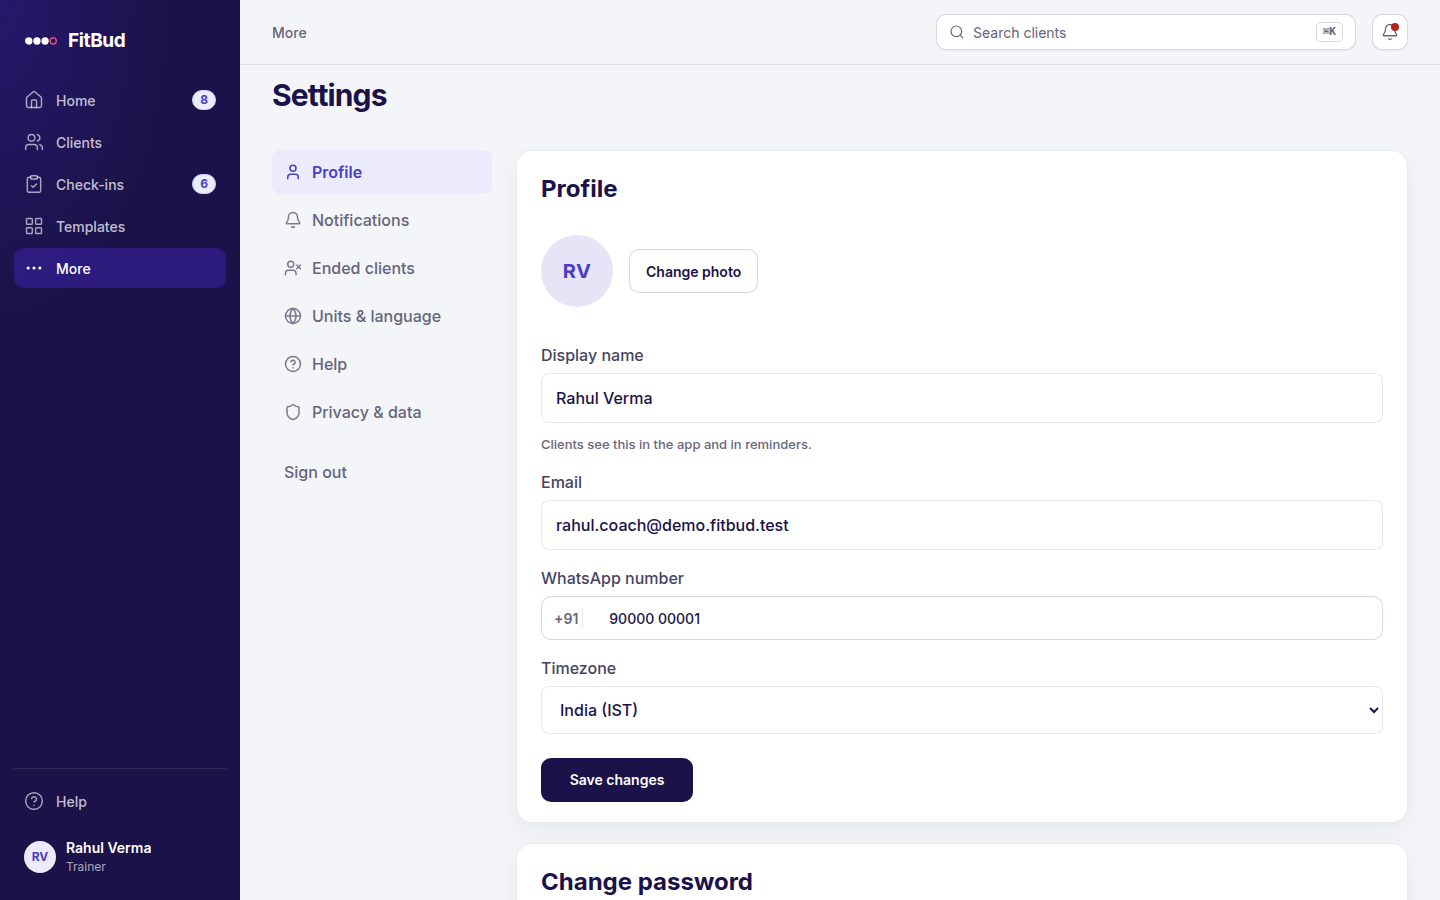 FitBud
Home 8
Clients
Check-ins 6
Templates
More
Help
RV
Rahul Verma
Trainer
More
Search clients
⌘K
Settings
Profile
Notifications
Ended clients
Units & language
Help
Privacy & data
Sign out
Profile
RV
Change photo
Display name
Rahul Verma
Clients see this in the app and in reminders.
Email
rahul.coach@demo.fitbud.test
WhatsApp number
+91 90000 00001
Timezone
India (IST)
Save changes
Change password